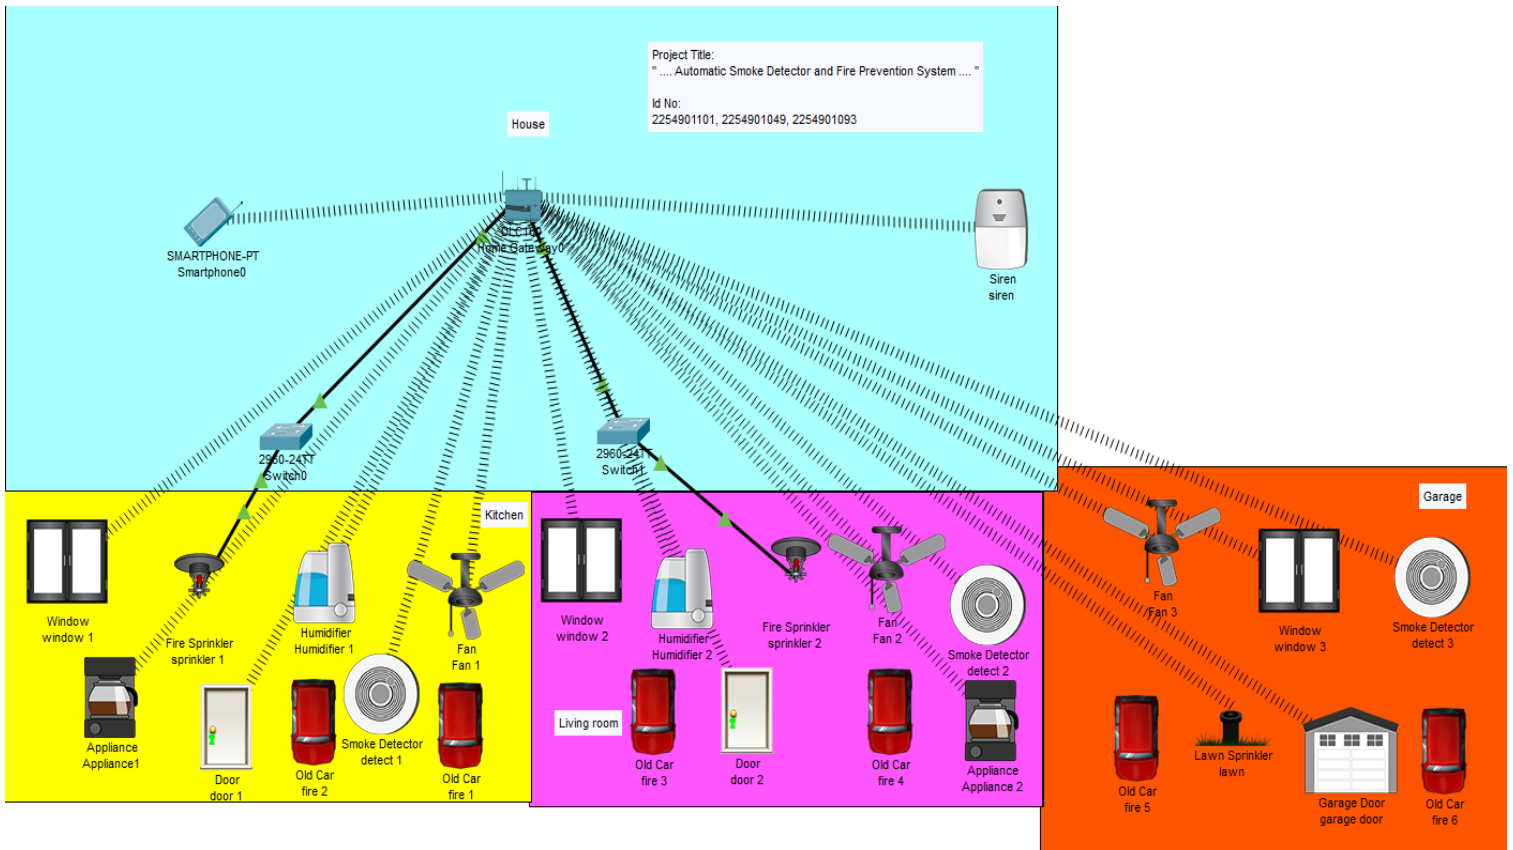 Project Title:
" .... Automatic Smoke Detector and Fire Prevention System .... "
Id No:
2254901101, 2254901049, 2254901093
House
SMARTPHONE-PT
Smartphone0
DLC100
Home Gateway0
Siren
siren
2960-24TT
Switch0
2960-24TT
Switch1
Kitchen
Window
window 1
Fire Sprinkler
sprinkler 1
Humidifier
Humidifier 1
Fan
Fan 1
Appliance
Appliance1
Door
door 1
Old Car
fire 2
Smoke Detector
detect 1
Old Car
fire 1
Window
window 2
Humidifier
Humidifier 2
Fire Sprinkler
sprinkler 2
Fan
Fan 2
Smoke Detector
detect 2
Living room
Old Car
fire 3
Door
door 2
Old Car
fire 4
Appliance
Appliance 2
Garage
Fan
Fan 3
Window
window 3
Smoke Detector
detect 3
Old Car
fire 5
Lawn Sprinkler
lawn
Garage Door
garage door
Old Car
fire 6